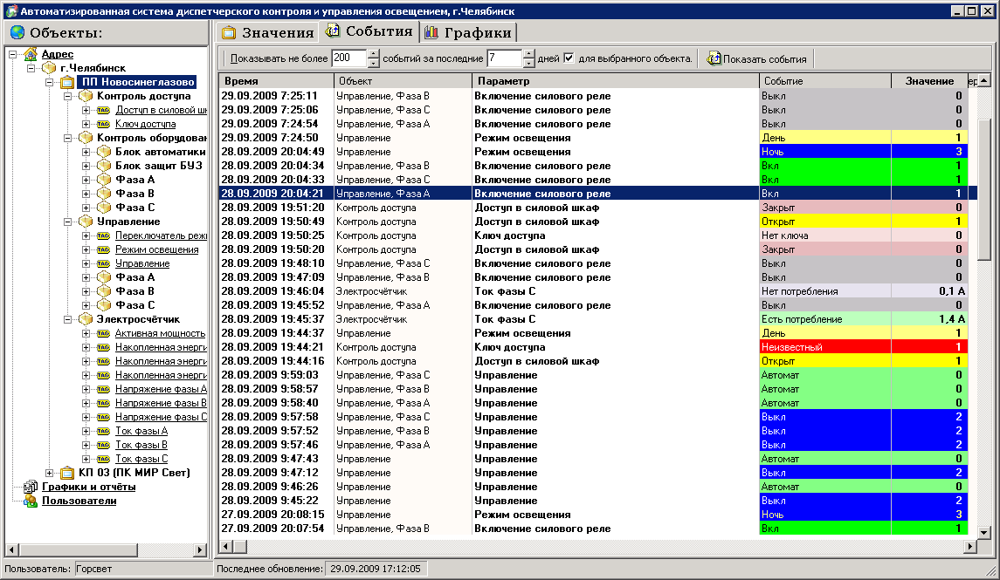 Автоматизированная система диспетчерского контроля и управления освещением, г.Челябинск
Объекты:
Адрес
г.Челябинск
ПП Новосинеглазово
Контроль доступа
Доступ в силовой
Ключ доступа
Контроль оборудован
Блок автоматики
Блок защит БУЗ
Фаза A
Фаза B
Фаза C
Управление
Переключатель реж
Режим освещения
Управление
Фаза A
Фаза B
Фаза C
Электросчётчик
Активная мощность
Накопленная энерги
Накопленная энерги
Накопленная энерги
Напряжение фазы A
Напряжение фазы B
Напряжение фазы C
Ток фазы A
Ток фазы B
Ток фазы C
КП 03 (ПК МИР Свет)
Графики и отчёты
Пользователи
Значения События Графики
Показывать не более 200 событий за последние 7 дней для выбранного объекта. Показать события
Время Объект Параметр Событие Значение ер
29.09.2009 7:25:11 Управление, Фаза B Включение силового реле Выкл 0
29.09.2009 7:25:06 Управление, Фаза C Включение силового реле Выкл 0
29.09.2009 7:24:54 Управление, Фаза A Включение силового реле Выкл 0
29.09.2009 7:24:50 Управление Режим освещения День 1
28.09.2009 20:04:49 Управление Режим освещения Ночь 3
28.09.2009 20:04:34 Управление, Фаза B Включение силового реле Вкл 1
28.09.2009 20:04:33 Управление, Фаза C Включение силового реле Вкл 1
28.09.2009 20:04:21 Управление, Фаза A Включение силового реле Вкл 1
28.09.2009 19:51:20 Контроль доступа Доступ в силовой шкаф Закрыт 0
28.09.2009 19:50:49 Контроль доступа Доступ в силовой шкаф Открыт 1
28.09.2009 19:50:25 Контроль доступа Ключ доступа Нет ключа 0
28.09.2009 19:50:20 Контроль доступа Доступ в силовой шкаф Закрыт 0
28.09.2009 19:48:10 Управление, Фаза C Включение силового реле Выкл 0
28.09.2009 19:47:09 Управление, Фаза B Включение силового реле Выкл 0
28.09.2009 19:46:04 Электросчётчик Ток фазы C Нет потребления 0,1 A
28.09.2009 19:45:52 Управление, Фаза A Включение силового реле Выкл 0
28.09.2009 19:45:37 Электросчётчик Ток фазы C Есть потребление 1,4 A
28.09.2009 19:44:37 Управление Режим освещения День 1
28.09.2009 19:44:21 Контроль доступа Ключ доступа Неизвестный 1
28.09.2009 19:44:16 Контроль доступа Доступ в силовой шкаф Открыт 1
28.09.2009 9:59:03 Управление, Фаза C Управление Автомат 0
28.09.2009 9:58:57 Управление, Фаза B Управление Автомат 0
28.09.2009 9:58:40 Управление, Фаза A Управление Автомат 0
28.09.2009 9:57:58 Управление, Фаза C Управление Выкл 2
28.09.2009 9:57:52 Управление, Фаза B Управление Выкл 2
28.09.2009 9:57:46 Управление, Фаза A Управление Выкл 2
28.09.2009 9:47:43 Управление Управление Автомат 0
28.09.2009 9:47:12 Управление Управление Выкл 2
28.09.2009 9:46:26 Управление Управление Автомат 0
28.09.2009 9:45:22 Управление Управление Выкл 2
27.09.2009 20:08:15 Управление Режим освещения Ночь 3
27.09.2009 20:07:54 Управление, Фаза B Включение силового реле Вкл 1
Пользователь: Горсвет Последнее обновление: 29.09.2009 17:12:05